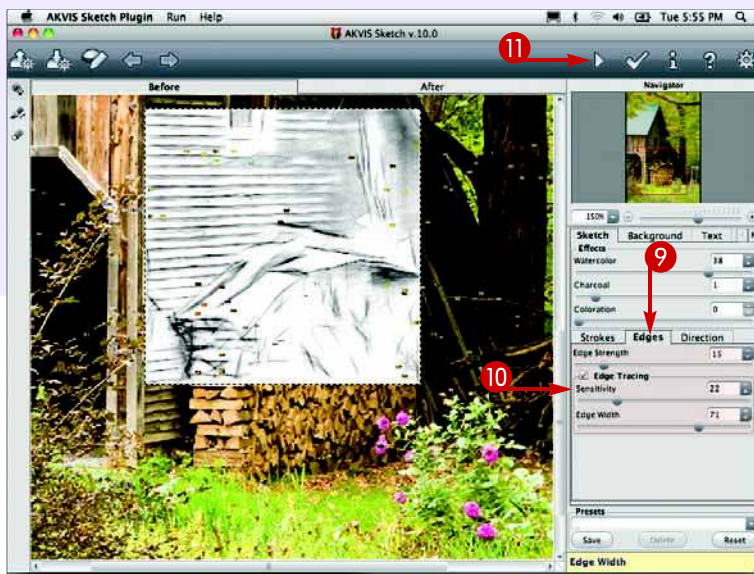 AKVIS Sketch Plugin Run Help
Tue 5:55 PM
AKVIS Sketch v.10.0
11
Before After
Navigator
150%
Sketch Background Text
Effects
9
Watercolor 38
Charcoal 1
Coloration 0
Strokes Edges Direction
Edge Strength 15
10
Edge Tracing
Sensitivity 22
Edge Width 71
Presets
Save Delete Reset
Edge Width